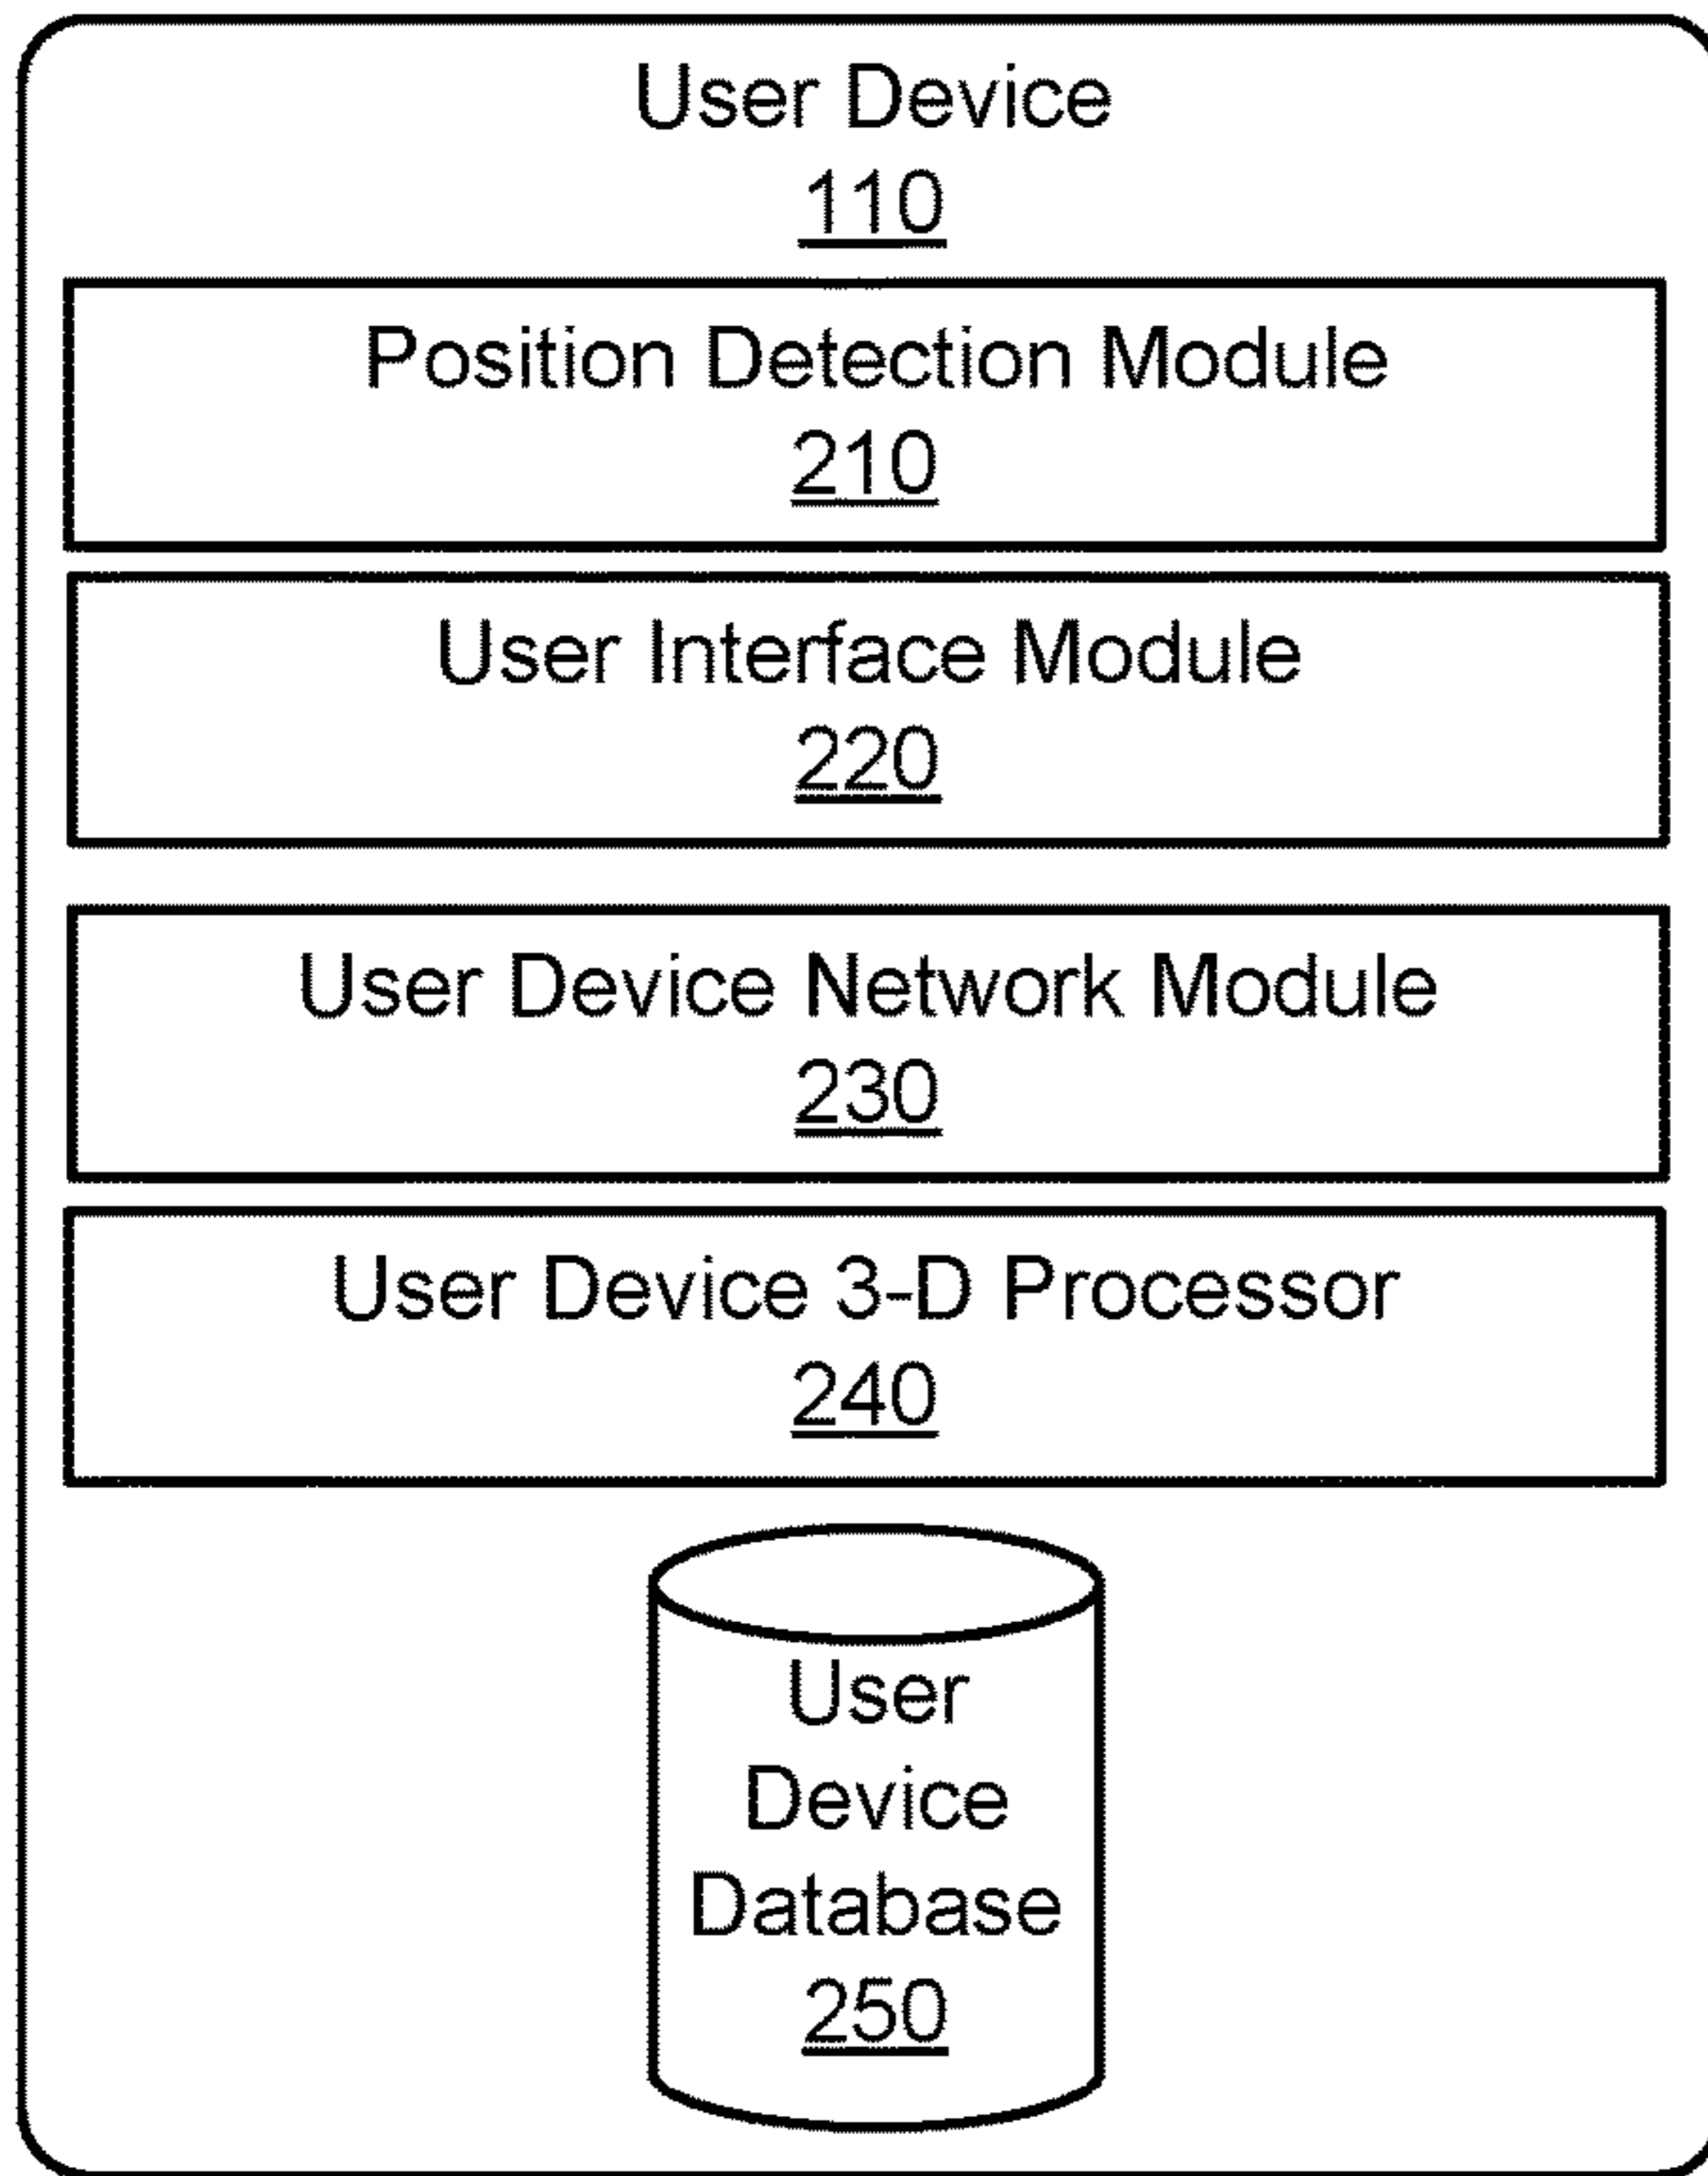 User Device
110
Position Detection Module
210
User Interface Module
220
User Device Network Module
230
User Device 3-D Processor
240
User
Device
Database
250